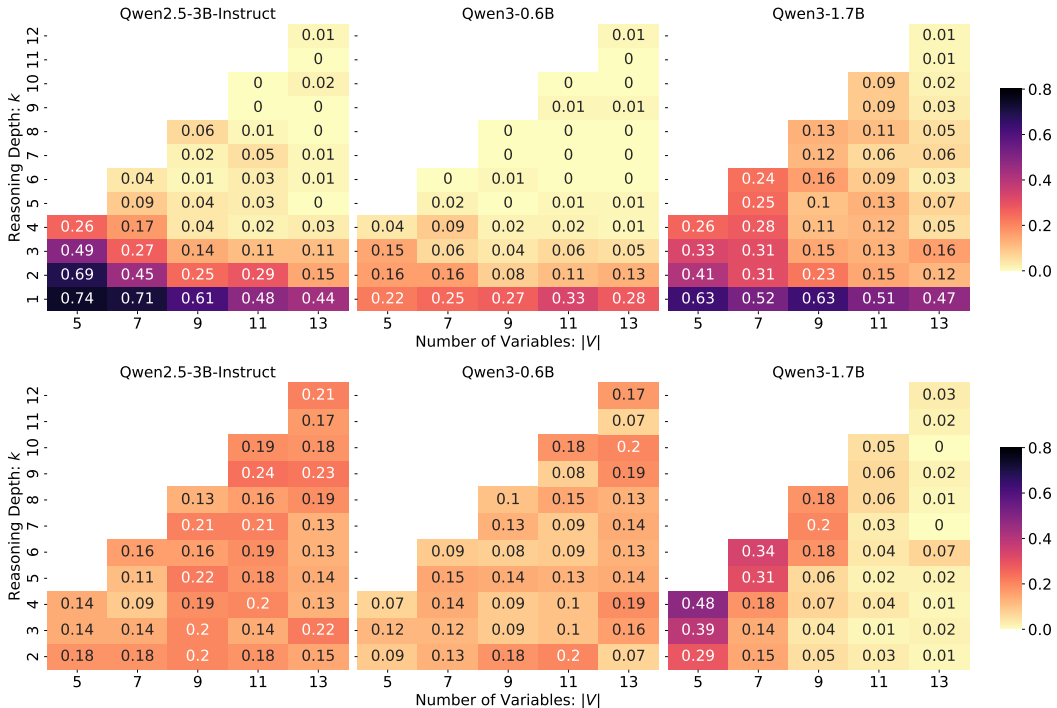 Qwen2.5-3B-Instruct Qwen3-0.6B Qwen3-1.7B
12 0.01 0.01 0.01
11 0 0 0.01
10 0 0.02 0 0 0.09 0.02
9 0 0 0.01 0.01 0.09 0.03
8 0.06 0.01 0 0 0 0 0.13 0.11 0.05
7 0.02 0.05 0.01 0 0 0 0.12 0.06 0.06
6 0.04 0.01 0.03 0.01 0 0.01 0 0 0.24 0.16 0.09 0.03
5 0.09 0.04 0.03 0 0.02 0 0.01 0.01 0.25 0.1 0.13 0.07
4 0.26 0.17 0.04 0.02 0.03 0.04 0.09 0.02 0.02 0.01 0.26 0.28 0.11 0.12 0.05
3 0.49 0.27 0.14 0.11 0.11 0.15 0.06 0.04 0.06 0.05 0.33 0.31 0.15 0.13 0.16
2 0.69 0.45 0.25 0.29 0.15 0.16 0.16 0.08 0.11 0.13 0.41 0.31 0.23 0.15 0.12
1 0.74 0.71 0.61 0.48 0.44 0.22 0.25 0.27 0.33 0.28 0.63 0.52 0.63 0.51 0.47
5 7 9 11 13 5 7 9 11 13 5 7 9 11 13
Reasoning Depth: k
Number of Variables: |V| Number of Variables: |V|
0.8
0.6
0.4
0.2
0.0
Qwen2.5-3B-Instruct Qwen3-0.6B Qwen3-1.7B
12 0.21 0.17 0.03
11 0.17 0.07 0.02
10 0.19 0.18 0.18 0.2 0.05 0
9 0.24 0.23 0.08 0.19 0.06 0.02
8 0.13 0.16 0.19 0.1 0.15 0.13 0.18 0.06 0.01
7 0.21 0.21 0.13 0.13 0.09 0.14 0.2 0.03 0
6 0.16 0.16 0.19 0.13 0.09 0.08 0.09 0.13 0.34 0.18 0.04 0.07
5 0.11 0.22 0.18 0.14 0.15 0.14 0.13 0.14 0.31 0.06 0.02 0.02
4 0.14 0.09 0.19 0.2 0.13 0.07 0.14 0.09 0.1 0.19 0.48 0.18 0.07 0.04 0.01
3 0.14 0.14 0.2 0.14 0.22 0.12 0.12 0.09 0.1 0.16 0.39 0.14 0.04 0.01 0.02
2 0.18 0.18 0.2 0.18 0.15 0.09 0.13 0.18 0.2 0.07 0.29 0.15 0.05 0.03 0.01
5 7 9 11 13 5 7 9 11 13 5 7 9 11 13
Reasoning Depth: k
Number of Variables: |V|
0.8
0.6
0.4
0.2
0.0